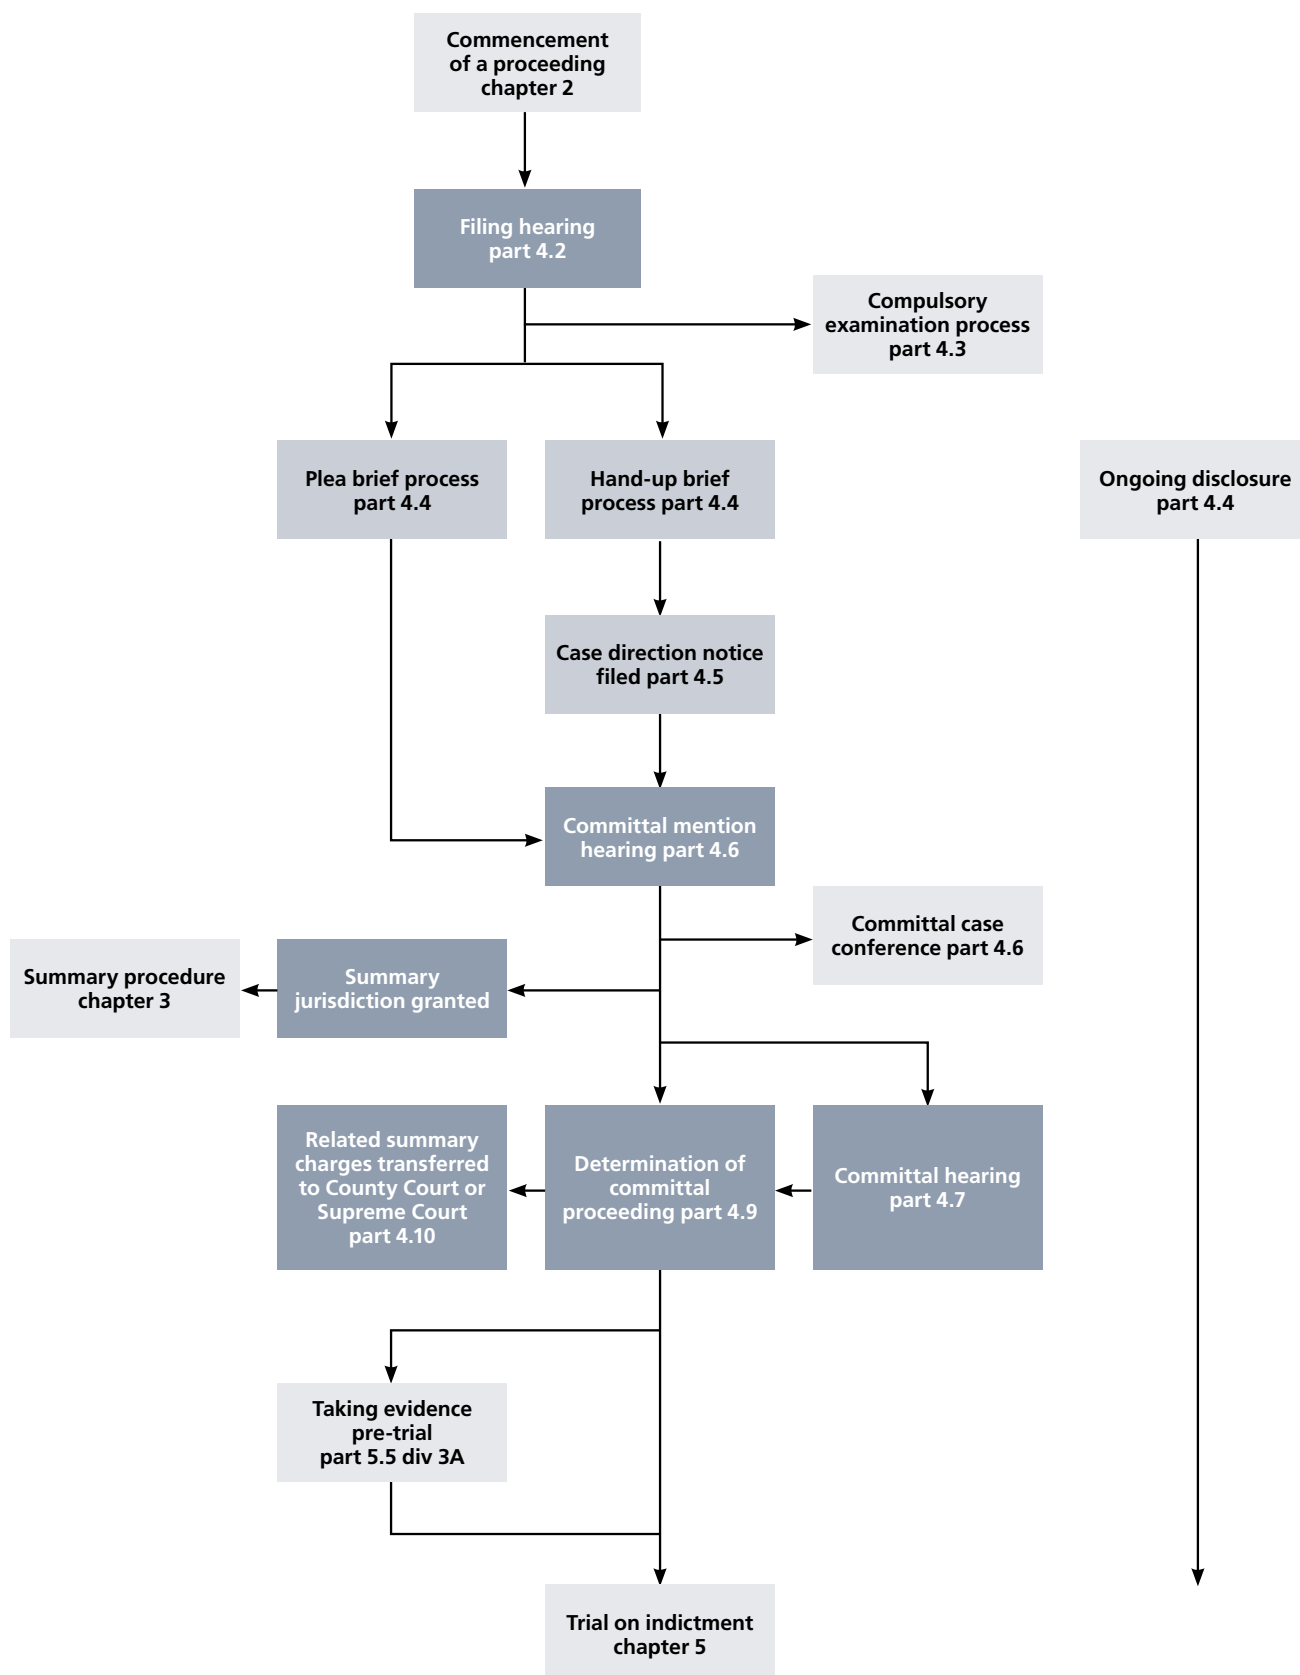 Commencement
of a proceeding
chapter 2
Filing hearing
part 4.2
Compulsory
examination process
part 4.3
Plea brief process
part 4.4
Hand-up brief
process part 4.4
Ongoing disclosure
part 4.4
Case direction notice
filed part 4.5
Committal mention
hearing part 4.6
Committal case
conference part 4.6
Summary procedure
chapter 3
Summary
jurisdiction granted
Related summary
charges transferred
to County Court or
Supreme Court
part 4.10
Determination of
committal
proceeding part 4.9
Committal hearing
part 4.7
Taking evidence
pre-trial
part 5.5 div 3A
Trial on indictment
chapter 5